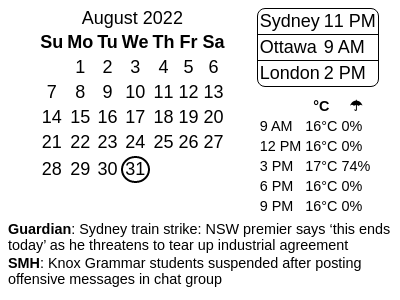 August 2022
Su Mo Tu We Th Fr Sa
1 2 3 4 5 6
7 8 9 10 11 12 13
14 15 16 17 18 19 20
21 22 23 24 25 26 27
28 29 30 31
Sydney 11 PM
Ottawa 9 AM
London 2 PM
°C ☂
9 AM 16°C 0%
12 PM 16°C 0%
3 PM 17°C 74%
6 PM 16°C 0%
9 PM 16°C 0%
Guardian: Sydney train strike: NSW premier says ‘this ends
today’ as he threatens to tear up industrial agreement
SMH: Knox Grammar students suspended after posting
offensive messages in chat group